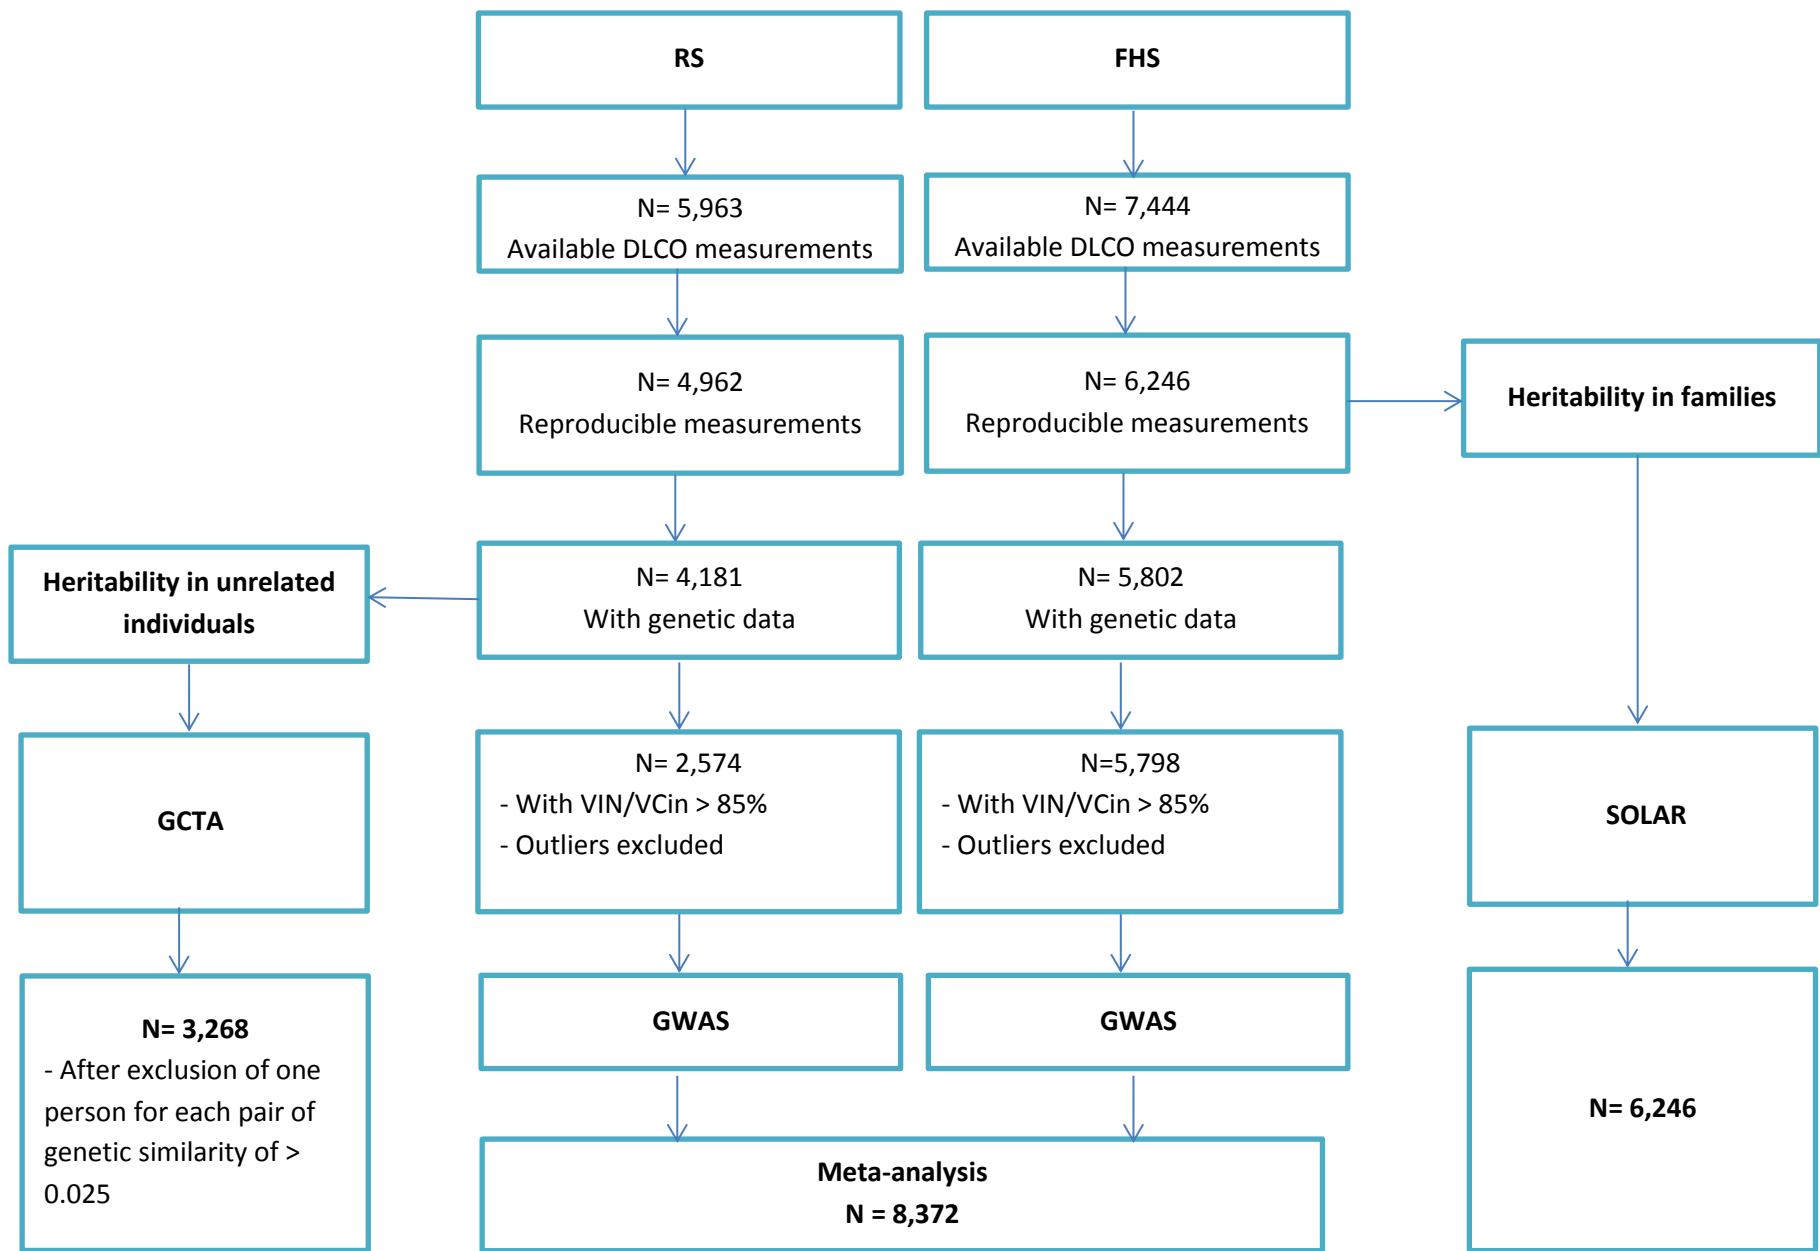 RS
FHS
N= 5,963
Available DLCO measurements
N= 7,444
Available DLCO measurements
N= 4,962
Reproducible measurements
N= 6,246
Reproducible measurements
Heritability in families
Heritability in unrelated
individuals
N= 4,181
With genetic data
N= 5,802
With genetic data
GCTA
N= 2,574
- With VIN/VCin > 85%
- Outliers excluded
N=5,798
- With VIN/VCin > 85%
- Outliers excluded
SOLAR
N= 3,268
- After exclusion of one
person for each pair of
genetic similarity of >
0.025
GWAS
GWAS
N= 6,246
Meta-analysis
N = 8,372